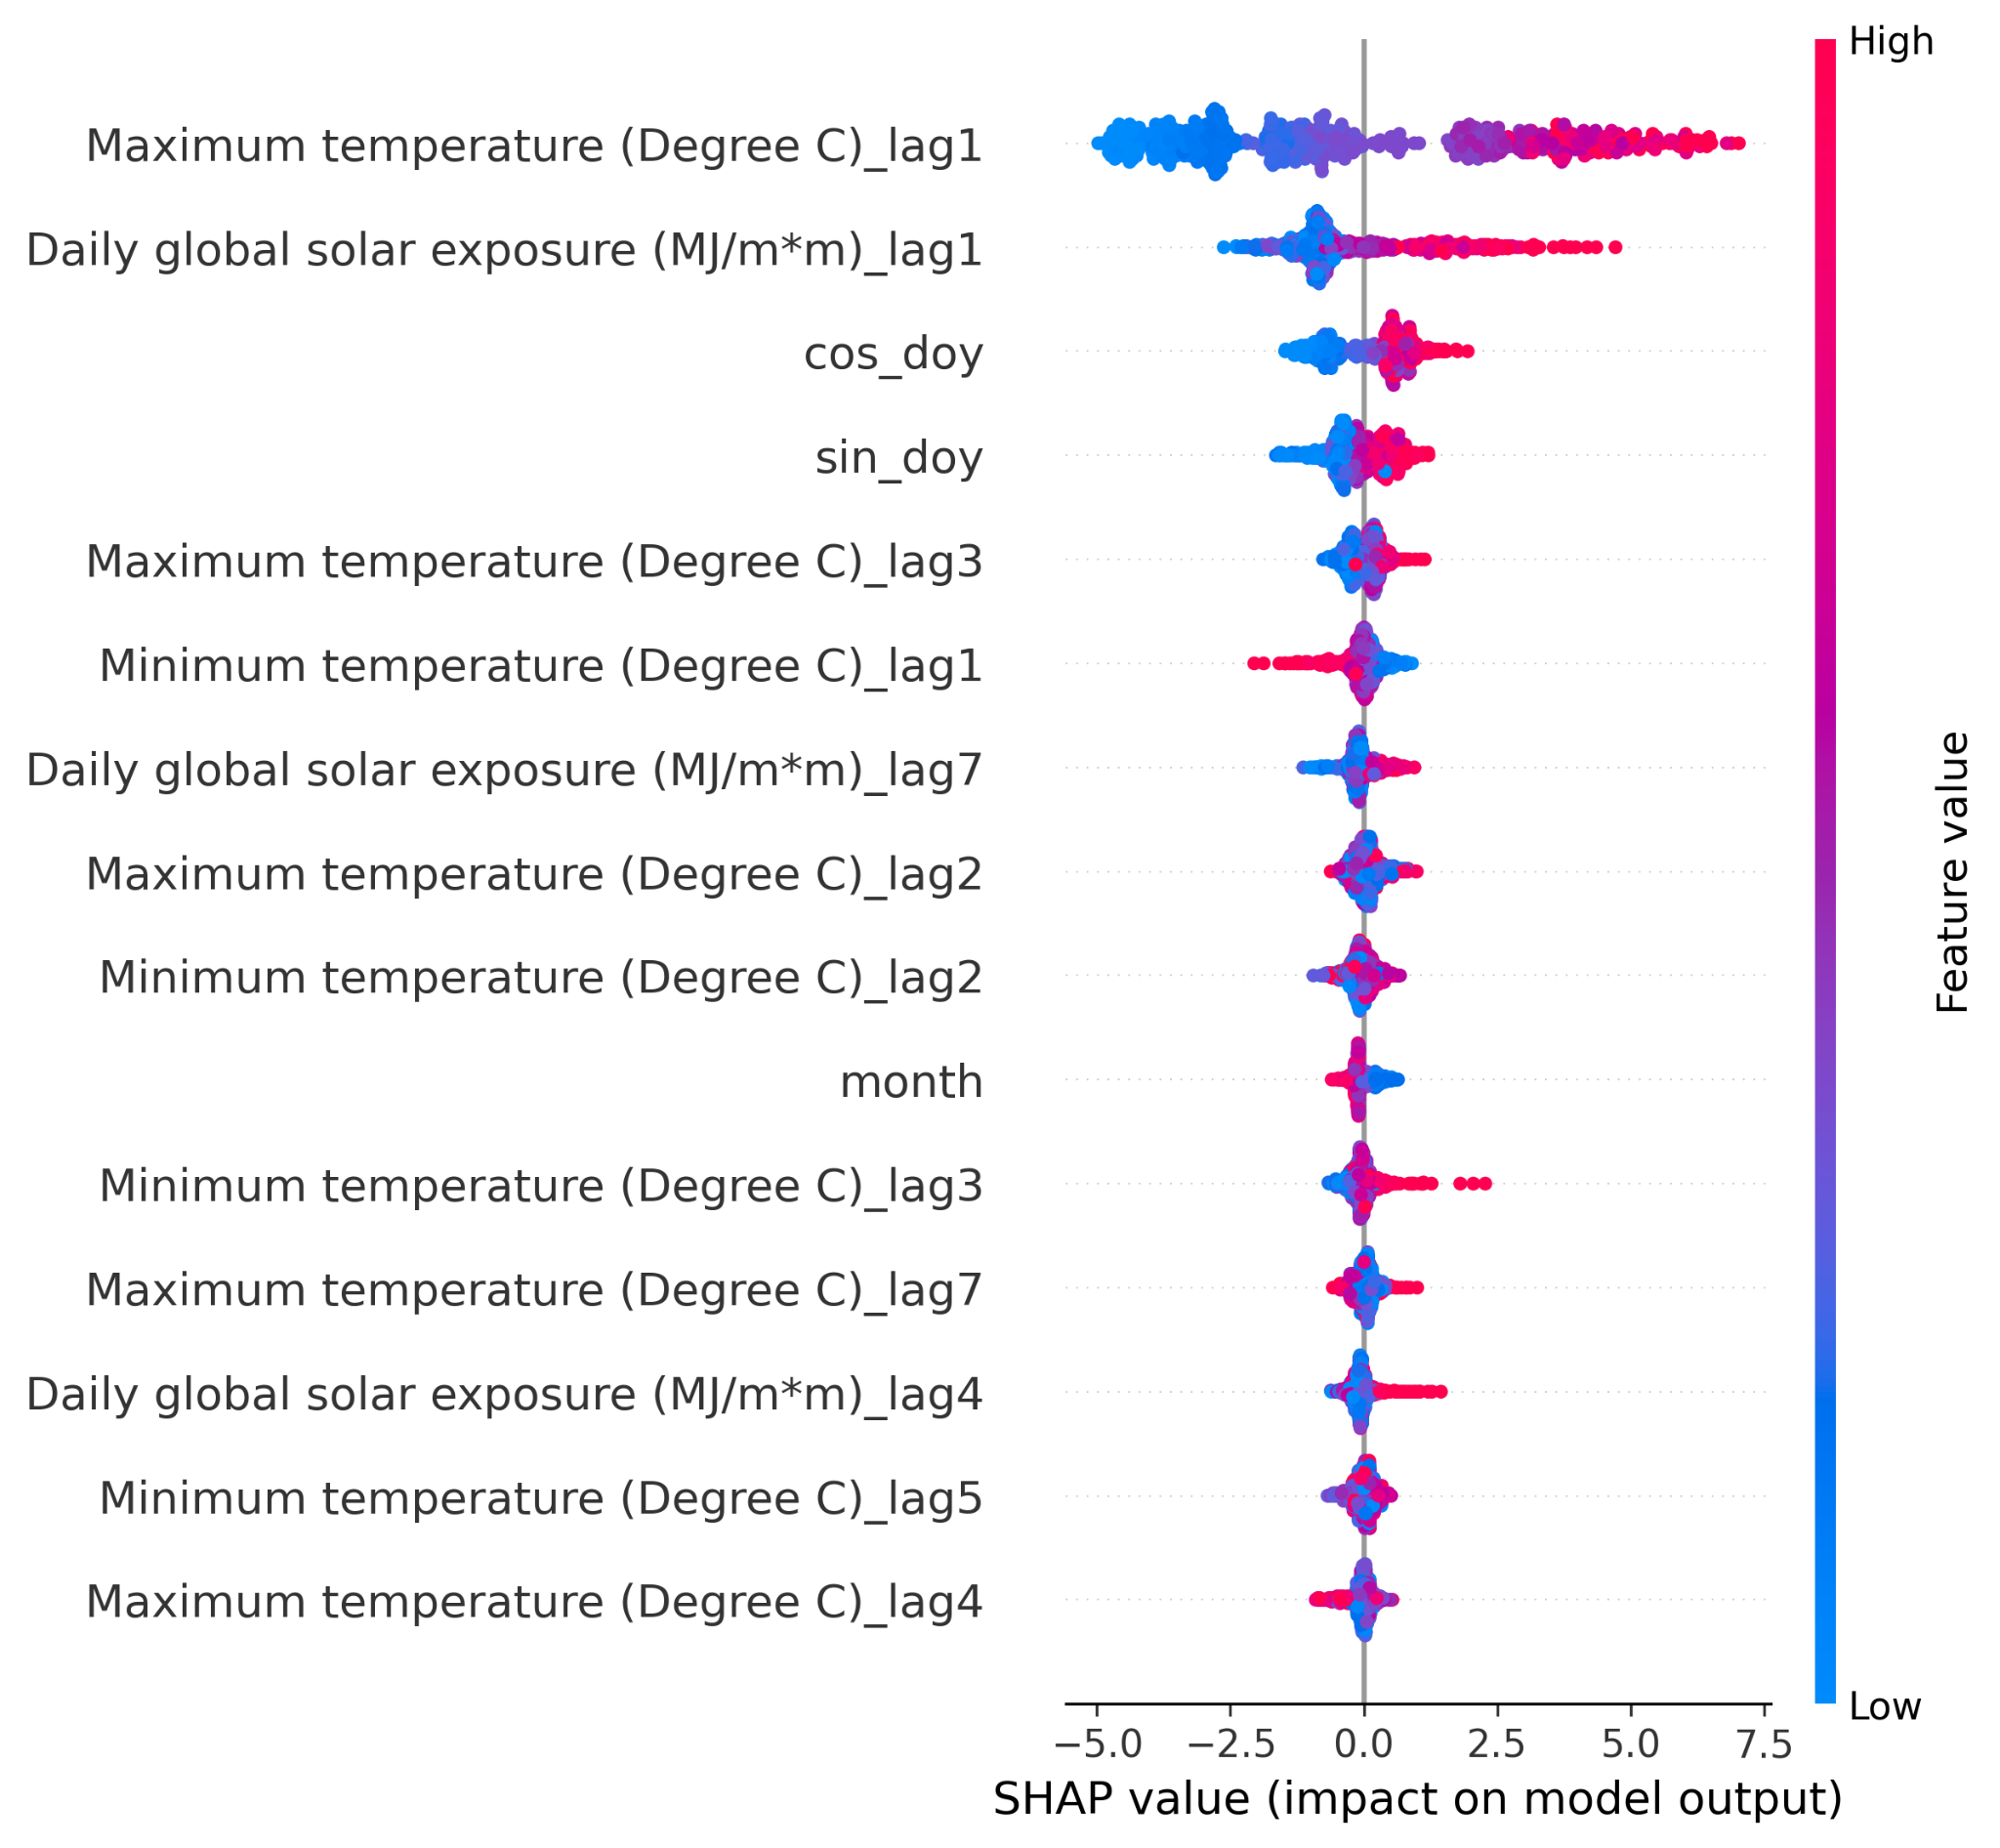 High
Maximum temperature (Degree C)_lag1
Daily global solar exposure (MJ/m*m)_lag1
cos_doy
sin_doy
Maximum temperature (Degree C)_lag3
Minimum temperature (Degree C)_lag1
Daily global solar exposure (MJ/m*m)_lag7
Maximum temperature (Degree C)_lag2
Minimum temperature (Degree C)_lag2
month
Minimum temperature (Degree C)_lag3
Maximum temperature (Degree C)_lag7
Daily global solar exposure (MJ/m*m)_lag4
Minimum temperature (Degree C)_lag5
Maximum temperature (Degree C)_lag4
Feature value
Low
−5.0 −2.5 0.0 2.5 5.0 7.5
SHAP value (impact on model output)